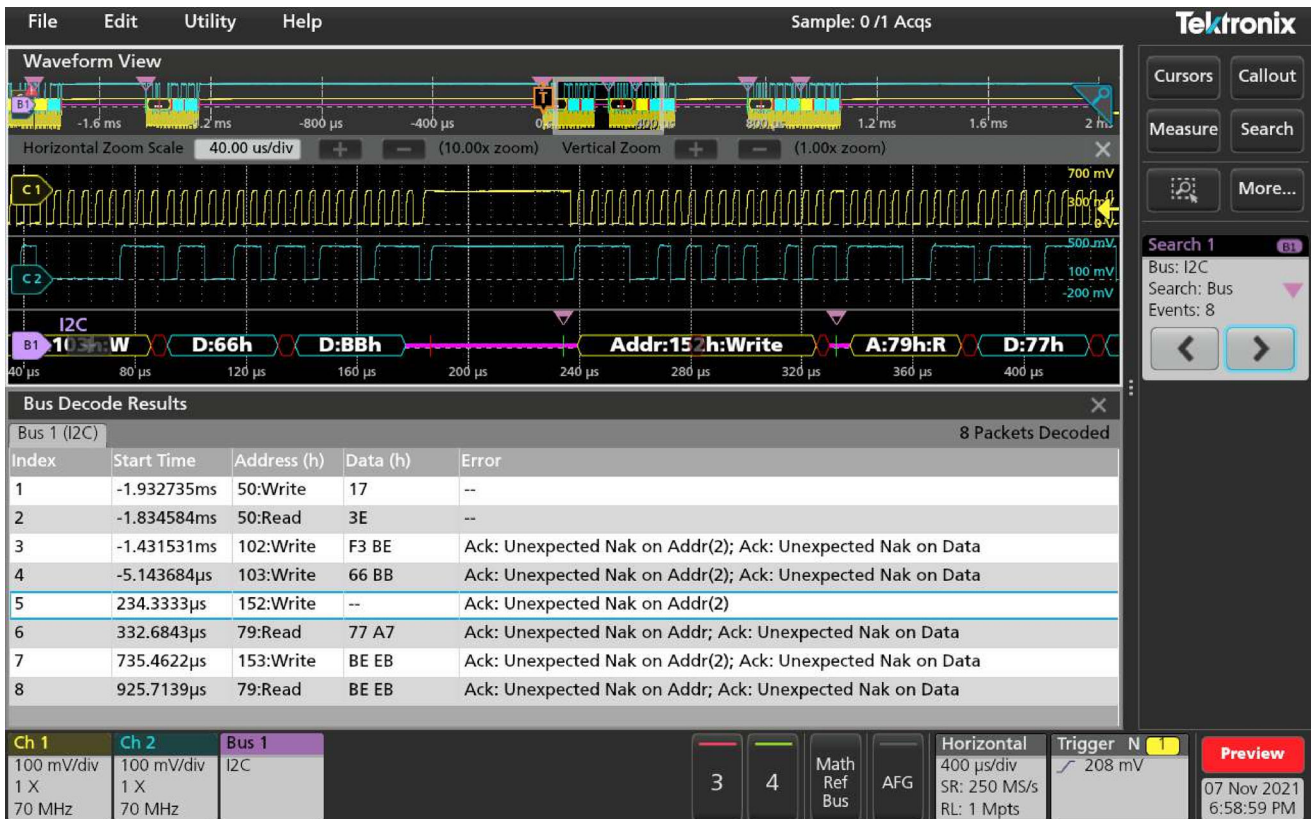 File Edit Utility Help Sample: 0 /1 Acqs Tektronix
Waveform View
B1 T
-1.6 ms -800 µs -400 µs 1.2 ms 1.6 ms
Horizontal Zoom Scale 40.00 us/div + − (10.00x zoom) Vertical Zoom + − (1.00x zoom) X
C 1 700 mV
300 mV
0 V
C 2 500 mV
100 mV
-200 mV
I2C
B1 103h:W D:66h D:BBh Addr:152h:Write A:79h:R D:77h
40 µs 80 µs 120 µs 160 µs 200 µs 240 µs 280 µs 320 µs 360 µs 400 µs
Cursors Callout
Measure Search
More...
Search 1 B1
Bus: I2C
Search: Bus
Events: 8
< >
Bus Decode Results X
Bus 1 (I2C) 8 Packets Decoded
Index Start Time Address (h) Data (h) Error
1 -1.932735ms 50:Write 17 --
2 -1.834584ms 50:Read 3E --
3 -1.431531ms 102:Write F3 BE Ack: Unexpected Nak on Addr(2); Ack: Unexpected Nak on Data
4 -5.143684µs 103:Write 66 BB Ack: Unexpected Nak on Addr(2); Ack: Unexpected Nak on Data
5 234.3333µs 152:Write -- Ack: Unexpected Nak on Addr(2)
6 332.6843µs 79:Read 77 A7 Ack: Unexpected Nak on Addr; Ack: Unexpected Nak on Data
7 735.4622µs 153:Write BE EB Ack: Unexpected Nak on Addr(2); Ack: Unexpected Nak on Data
8 925.7139µs 79:Read BE EB Ack: Unexpected Nak on Addr; Ack: Unexpected Nak on Data
Ch 1
100 mV/div
1 X
70 MHz
Ch 2
100 mV/div
1 X
70 MHz
Bus 1
I2C
3
4
Math
Ref
Bus
AFG
Horizontal
400 µs/div
SR: 250 MS/s
RL: 1 Mpts
Trigger N 1
208 mV
Preview
07 Nov 2021
6:58:59 PM